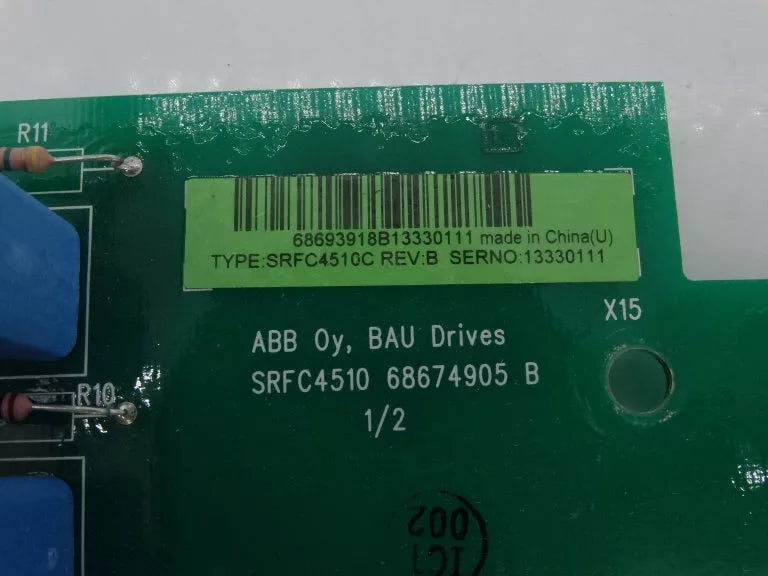 R11
68693918B13330111 made in China(U)
TYPE:SRFC4510C REV:B SERNO:13330111
X15
ABB Oy, BAU Drives
SRFC4510 68674905 B
1/2
R10
ICT
002